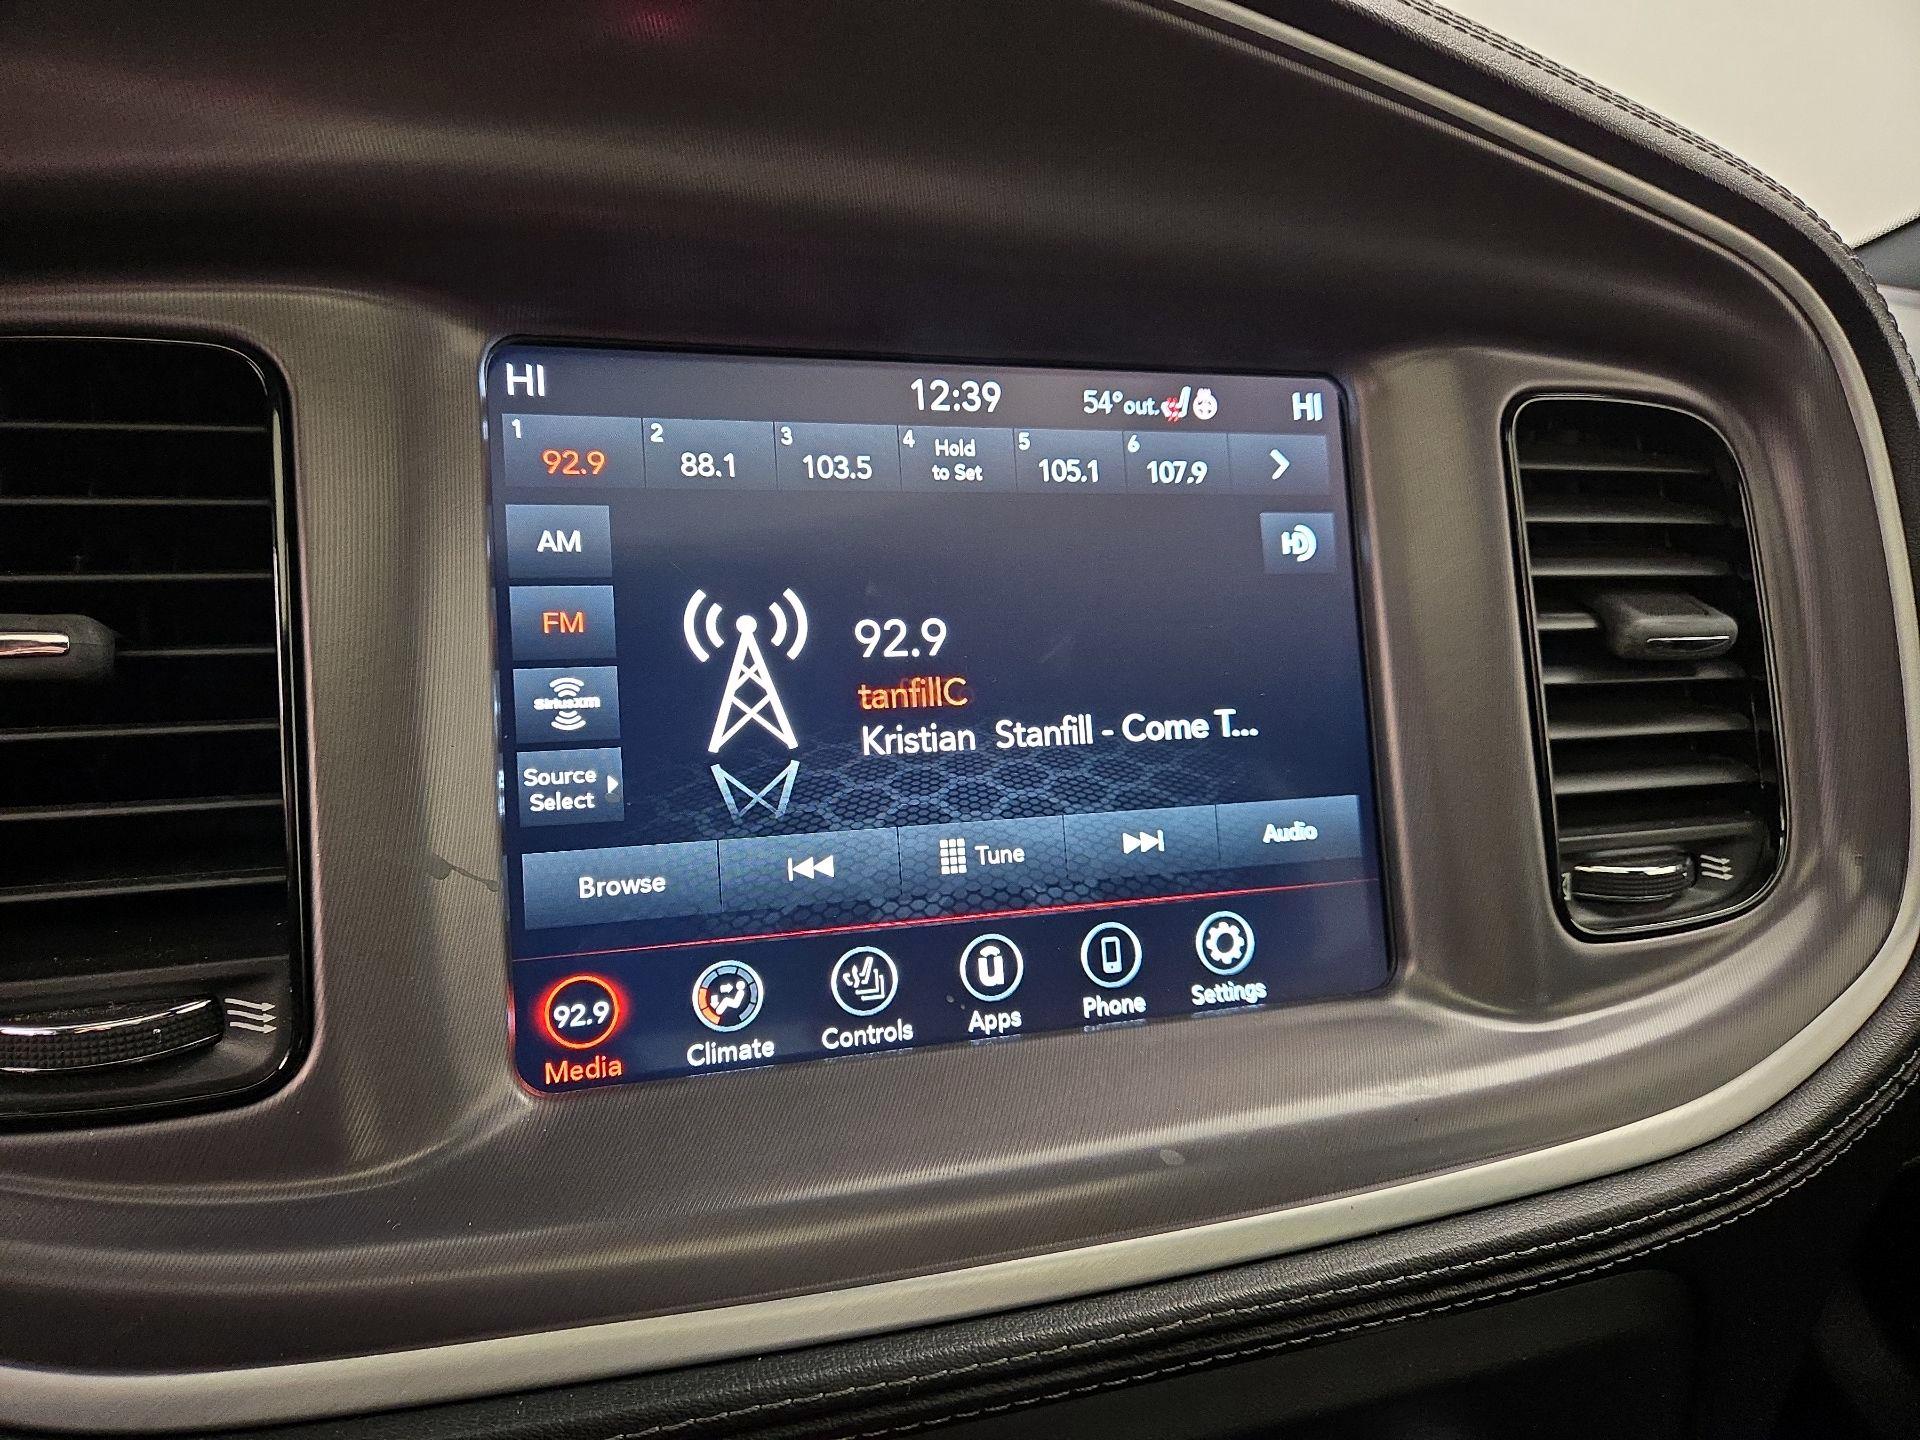 HI 12:39 54° out. HI
1 92.9 2 88.1 3 103.5 4 Hold to Set 5 105.1 6 107.9
AM
HD
FM
92.9
tanfillC
SiriusXM
Kristian Stanfill - Come T...
Source
Select
Browse Tune Audio
92.9
Media Climate Controls Apps Phone Settings